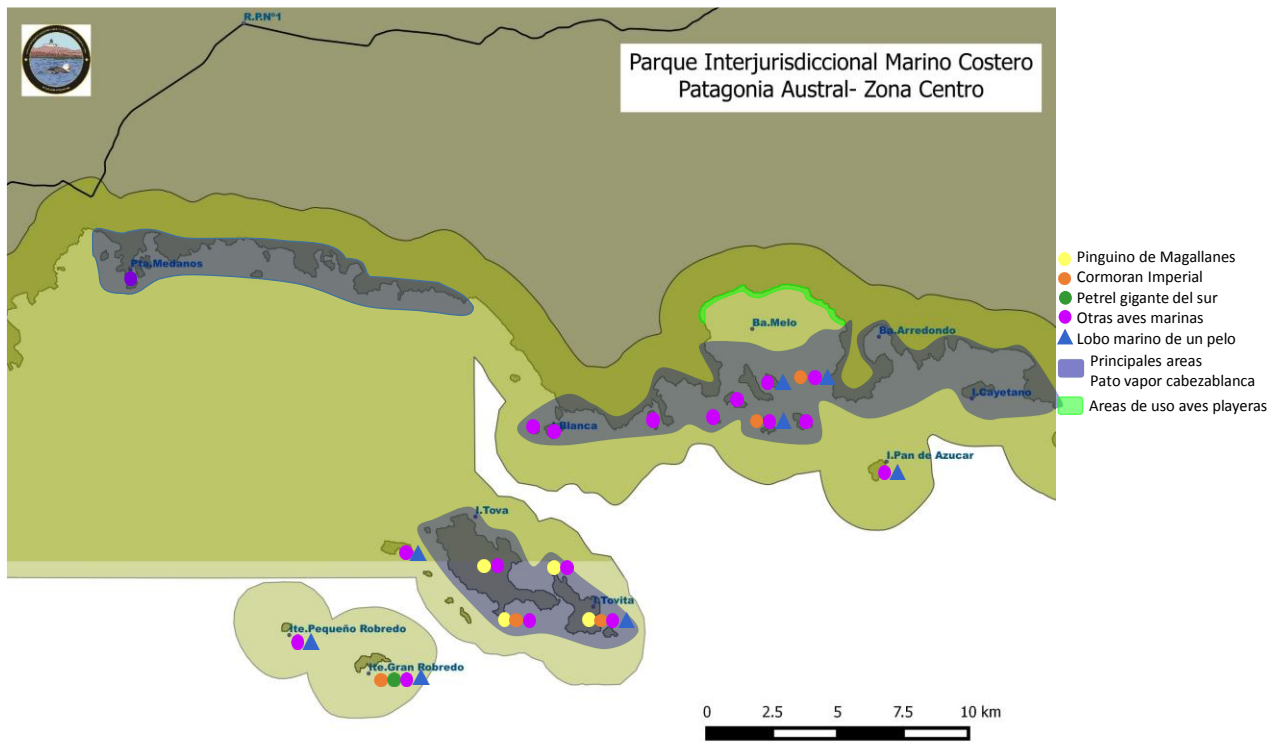 R.P.Nº1
Parque Interjurisdiccional Marino Costero
Patagonia Austral- Zona Centro
Pta.Medanos
Ba.Melo
Ba.Arredondo
I.Cayetano
Blanca
I.Pan de Azucar
I.Tova
I.Tovita
Ite.Pequeño Robredo
Ite.Gran Robredo
Pinguino de Magallanes
Cormoran Imperial
Petrel gigante del sur
Otras aves marinas
Lobo marino de un pelo
Principales areas
Pato vapor cabezablanca
Areas de uso aves playeras
0 2.5 5 7.5 10 km